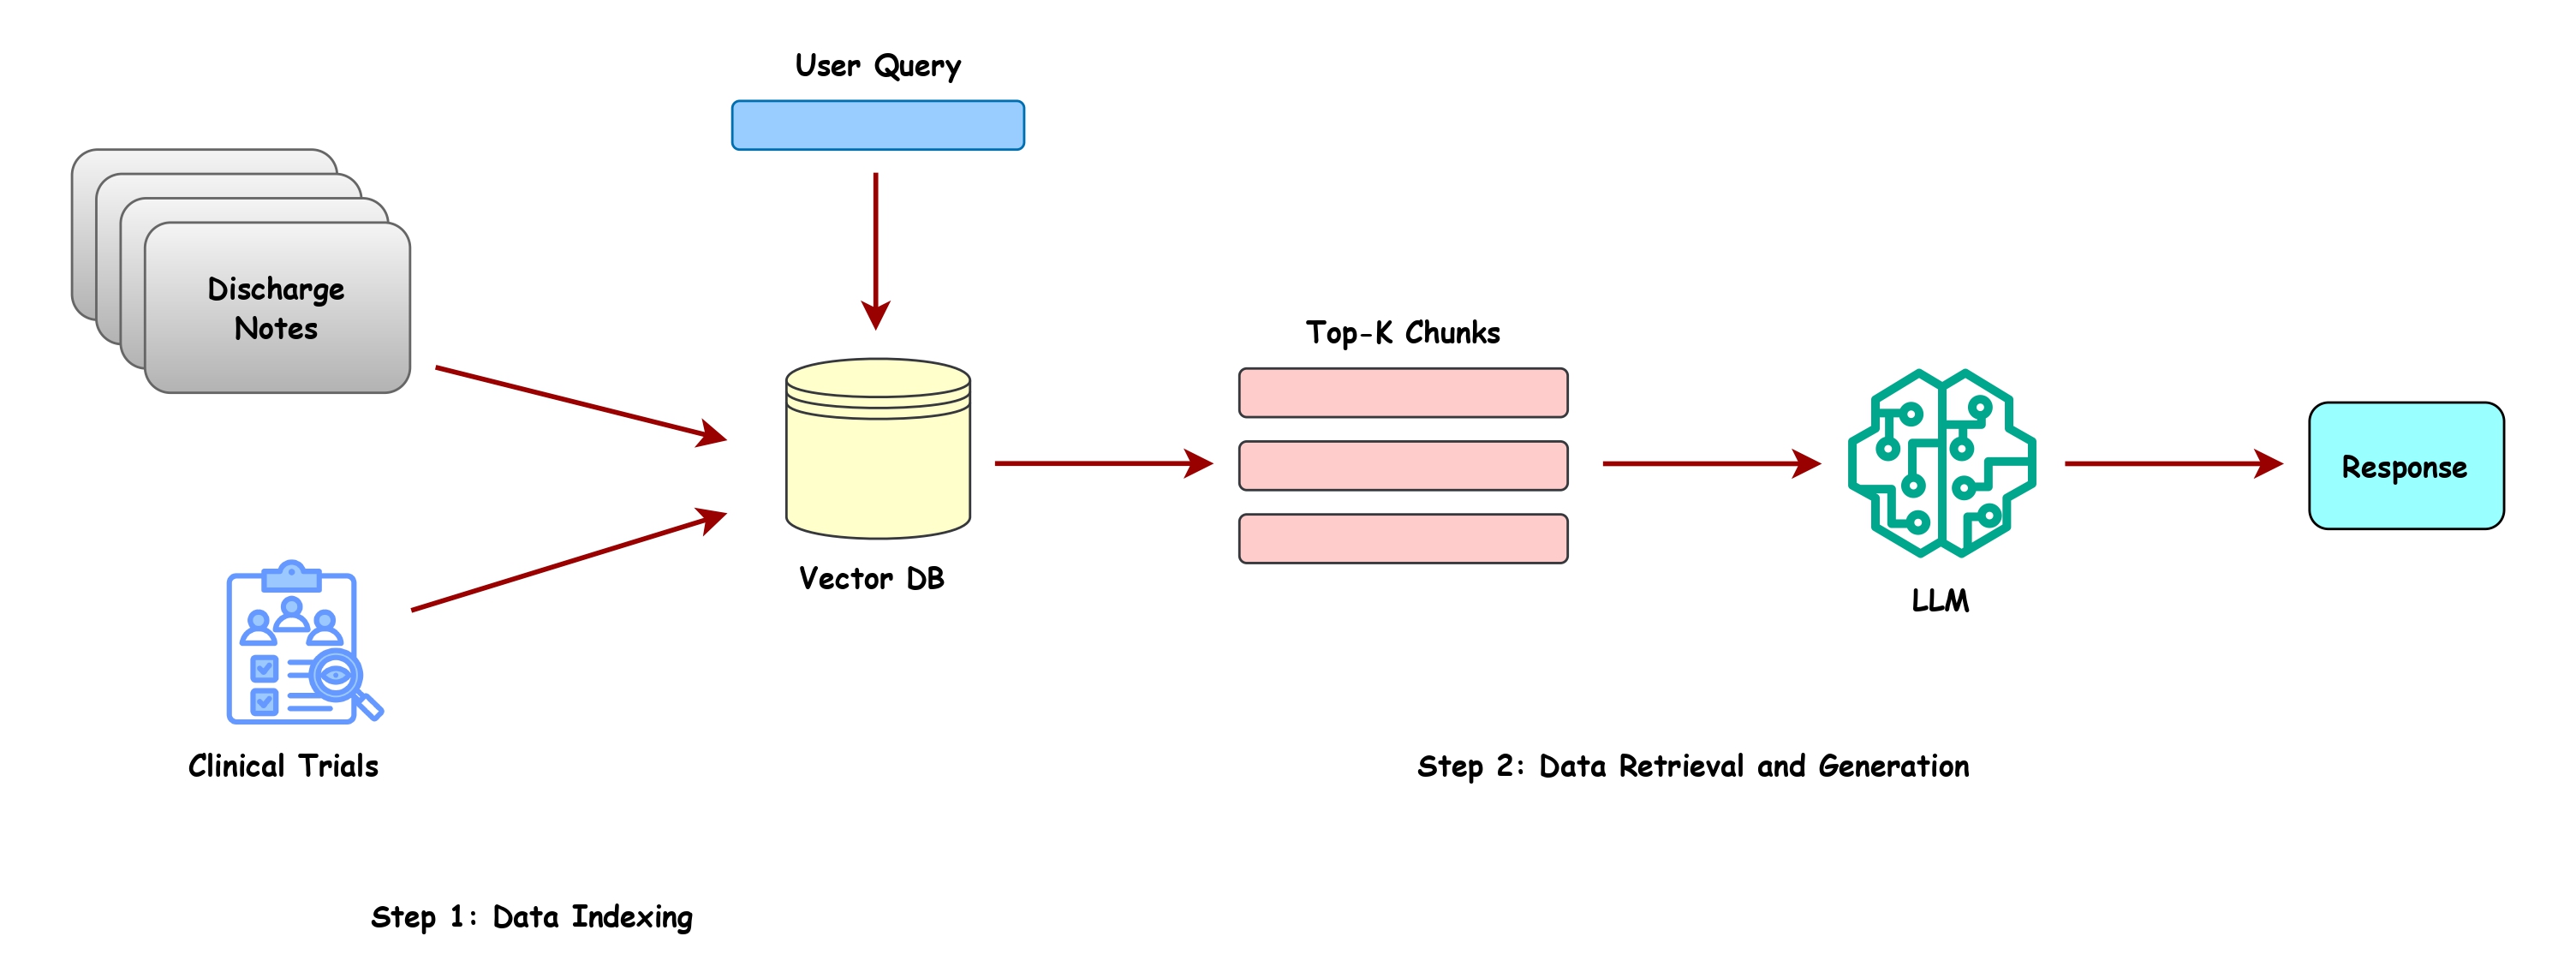 User Query
Discharge
Notes
Top-K Chunks
Response
Vector DB
LLM
Clinical Trials
Step 2: Data Retrieval and Generation
Step 1: Data Indexing